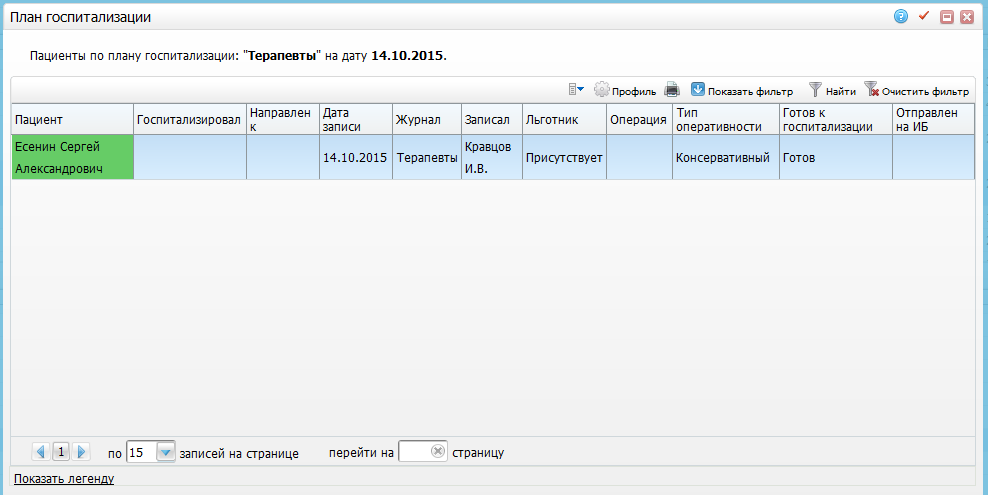 План госпитализации
Пациенты по плану госпитализации: "Терапевты" на дату 14.10.2015.
Профиль Показать фильтр Найти Очистить фильтр
Пациент Госпитализировал Направлен к Дата записи Журнал Записал Льготник Операция Тип оперативности Готов к госпитализации Отправлен на ИБ
Есенин Сергей Александрович 14.10.2015 Терапевты Кравцов И.В. Присутствует Консервативный Готов
1 по 15 записей на странице перейти на страницу
Показать легенду